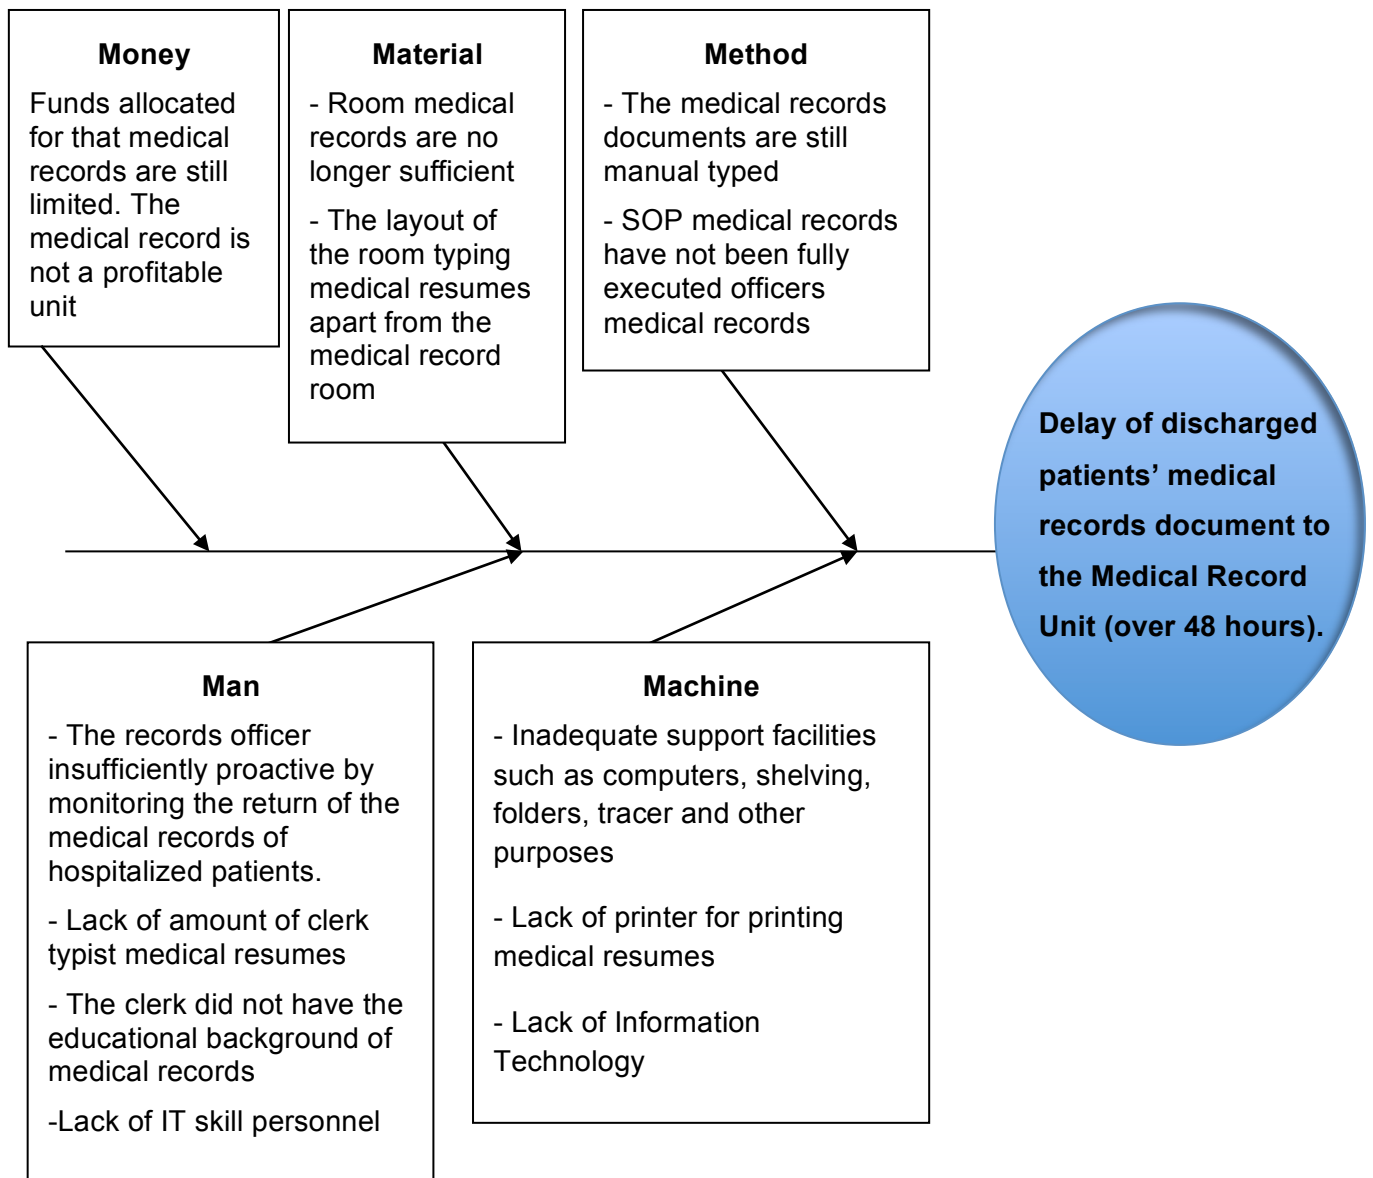 Money
Funds allocated
for that medical
records are still
limited. The
medical record is
not a profitable
unit
Material
- Room medical
records are no
longer sufficient
- The layout of
the room typing
medical resumes
apart from the
medical record
room
Method
- The medical records
documents are still
manual typed
- SOP medical records
have not been fully
executed officers
medical records
Delay of discharged
patients’ medical
records document to
the Medical Record
Unit (over 48 hours).
Man
- The records officer
insufficiently proactive by
monitoring the return of the
medical records of
hospitalized patients.
- Lack of amount of clerk
typist medical resumes
- The clerk did not have the
educational background of
medical records
-Lack of IT skill personnel
Machine
- Inadequate support facilities
such as computers, shelving,
folders, tracer and other
purposes
- Lack of printer for printing
medical resumes
- Lack of Information
Technology